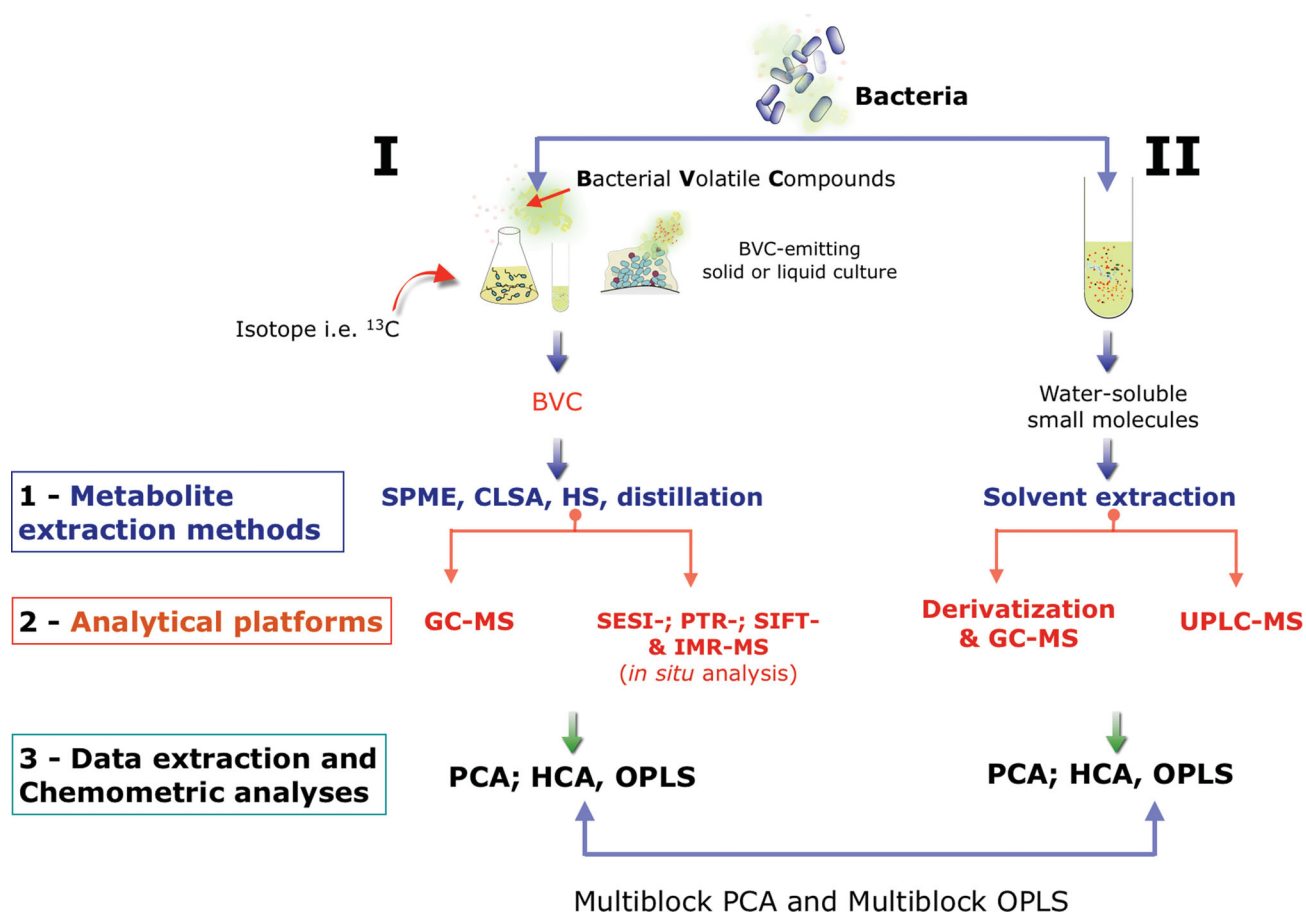 Bacteria
I
II
Bacterial Volatile Compounds
BVC-emitting
solid or liquid culture
Isotope i.e. ¹³C
BVC
Water-soluble
small molecules
1 - Metabolite
extraction methods
SPME, CLSA, HS, distillation
Solvent extraction
2 - Analytical platforms
GC-MS
SESI-; PTR-; SIFT-
& IMR-MS
(in situ analysis)
Derivatization
& GC-MS
UPLC-MS
3 - Data extraction and
Chemometric analyses
PCA; HCA, OPLS
PCA; HCA, OPLS
Multiblock PCA and Multiblock OPLS